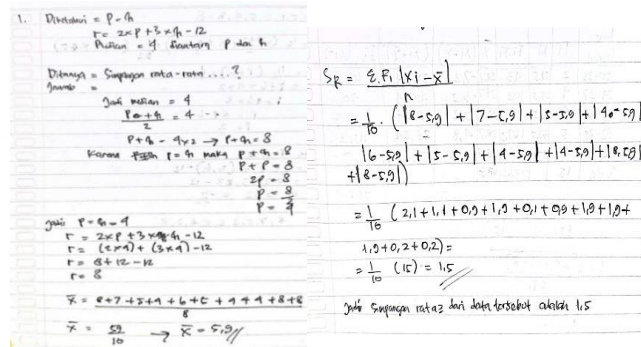 1. Diketahui = P = h
r = 2×P + 3×h - 12
Median = 4 diantara P dan h
Ditanya = Simpangan rata-rata ....?
Jawab =
Jadi median = 4
P + h / 2 = 4
P + h = 4×2 → P + h = 8
Karena P = h maka P + h = 8
P + P = 8
2P = 8
P = 8/2
P = 4
Jadi P = h = 4
r = 2×P + 3×h - 12
r = (2×4) + (3×4) - 12
r = 8 + 12 - 12
r = 8
x̄ = 8+7+5+4+6+5+4+4+8+8 / 8
x̄ = 59 / 10 → x̄ = 5,9 //
SR = Σ Fi |xi - x̄| / n
= 1/10 . (|8-5,9| + |7-5,9| + |5-5,9| + |4-5,9|
|6-5,9| + |5-5,9| + |4-5,9| + |4-5,9| + |8-5,9|
+ |8-5,9|)
= 1/10 (2,1 + 1,1 + 0,9 + 1,9 + 0,1 + 0,9 + 1,9 + 1,9 +
1,9 + 0,2 + 0,2) =
= 1/10 (15) = 1,5 //
Jadi Simpangan rata2 dari data tersebut adalah 1,5